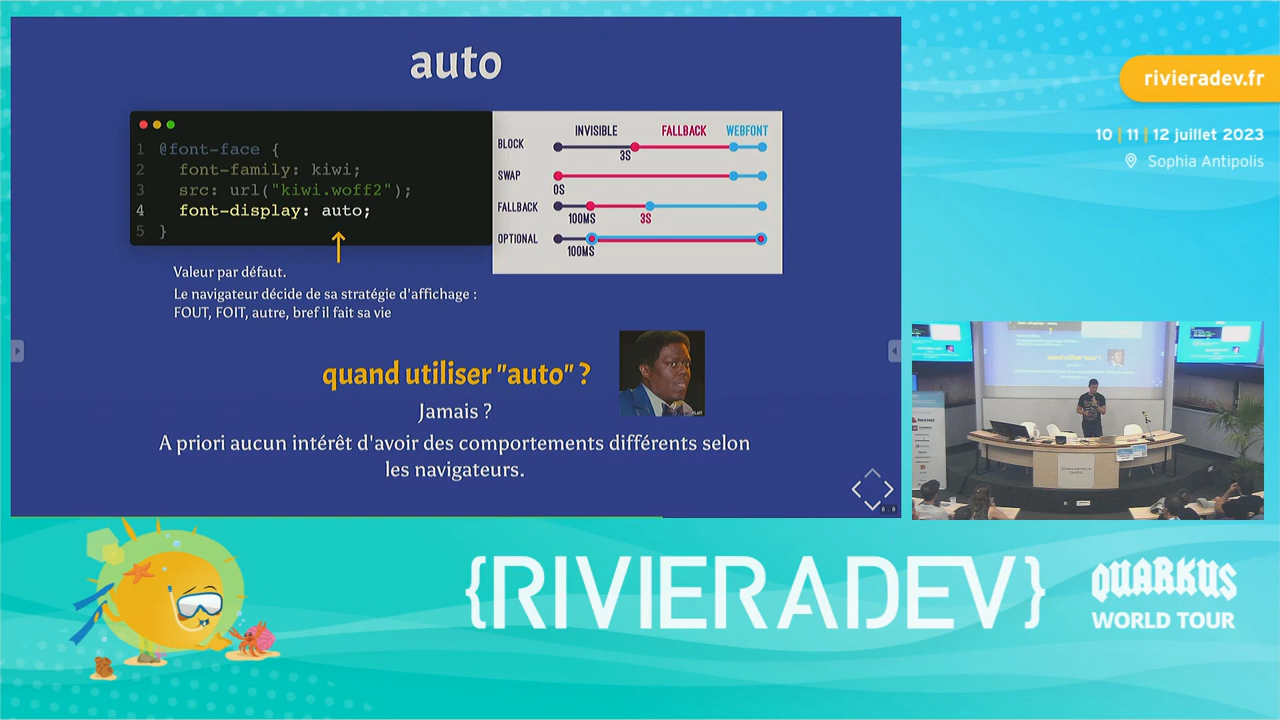 auto
1 @font-face {
2 font-family: kiwi;
3 src: url("kiwi.woff2");
4 font-display: auto;
5 }
INVISIBLE FALLBACK WEBFONT
BLOCK
3S
SWAP
0S
FALLBACK
100MS 3S
OPTIONAL
100MS
Valeur par défaut.
Le navigateur décide de sa stratégie d'affichage :
FOUT, FOIT, autre, bref il fait sa vie
quand utiliser "auto" ?
Jamais ?
A priori aucun intérêt d'avoir des comportements différents selon
les navigateurs.
rivieradev.fr
10 | 11 | 12 juillet 2023
Sophia Antipolis
{RIVIERADEV}
QUARKUS
WORLD TOUR